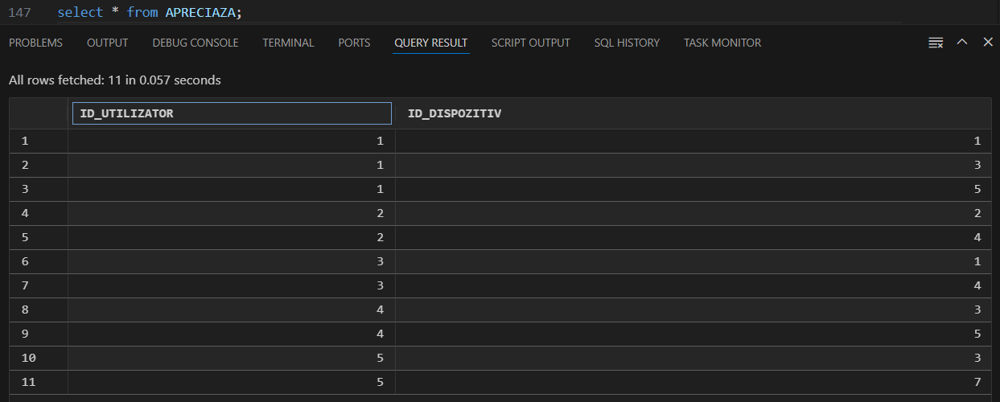 147 select * from APRECIAZA;
PROBLEMS OUTPUT DEBUG CONSOLE TERMINAL PORTS QUERY RESULT SCRIPT OUTPUT SQL HISTORY TASK MONITOR
All rows fetched: 11 in 0.057 seconds
ID_UTILIZATOR ID_DISPOZITIV
1 1 1
2 1 3
3 1 5
4 2 2
5 2 4
6 3 1
7 3 4
8 4 3
9 4 5
10 5 3
11 5 7